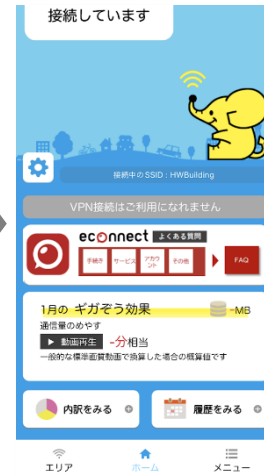 接続しています
接続中のSSID : HWBuilding
VPN接続はご利用になれません
econnect よくある質問
手続き サービス アカウント その他 FAQ
1月の ギガぞう効果 -MB
通信量のめやす
動画再生 -分相当
一般的な標準画質動画で換算した場合の概算値です
内訳をみる 履歴をみる
エリア ホーム メニュー